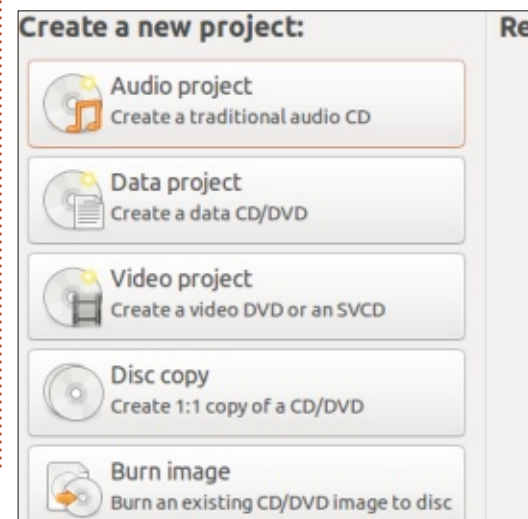 Create a new project:
Re
Audio project
Create a traditional audio CD
Data project
Create a data CD/DVD
Video project
Create a video DVD or an SVCD
Disc copy
Create 1:1 copy of a CD/DVD
Burn image
Burn an existing CD/DVD image to disc